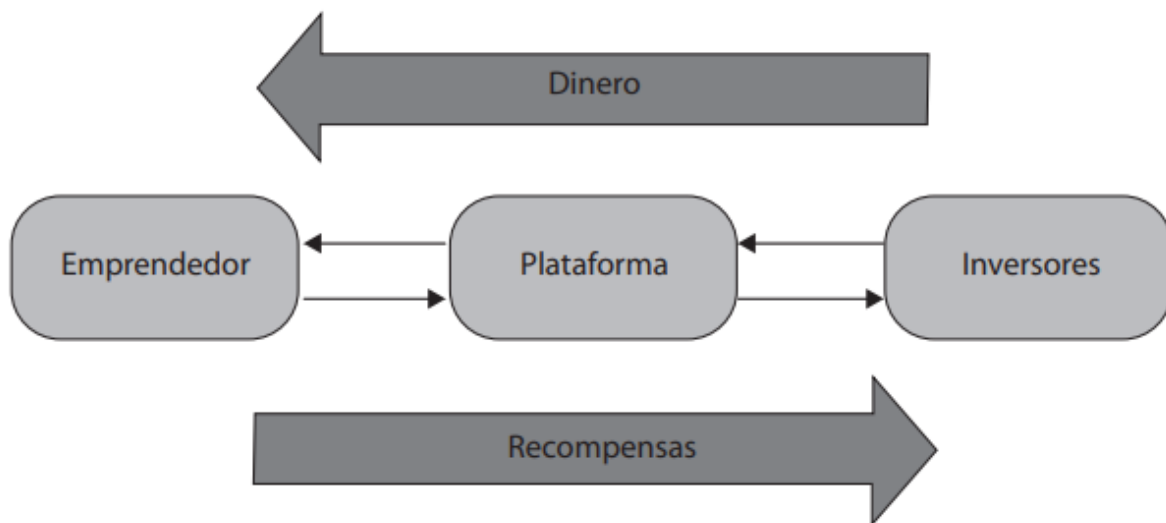 Dinero
Emprendedor
Plataforma
Inversores
Recompensas